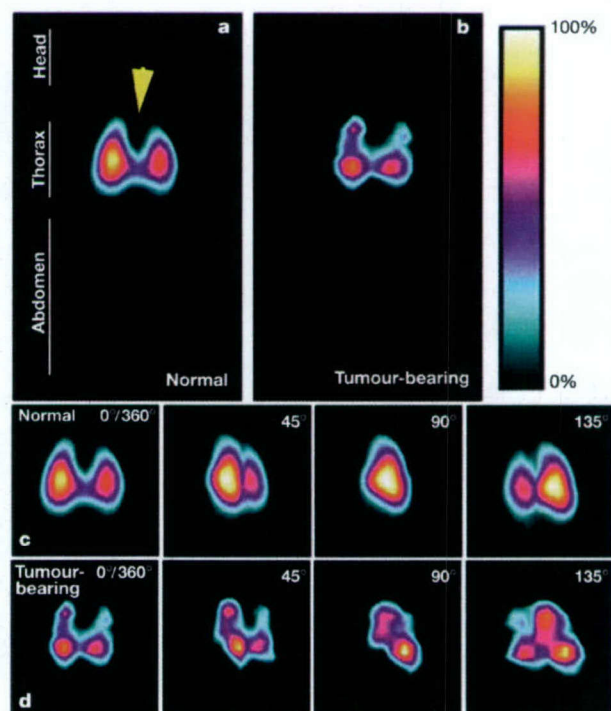 a
b
100%
Head
Thorax
Abdomen
Normal
Tumour-bearing
0%
Normal 0°/360°
45°
90°
135°
c
Tumour- 0°/360°
bearing
45°
90°
135°
d